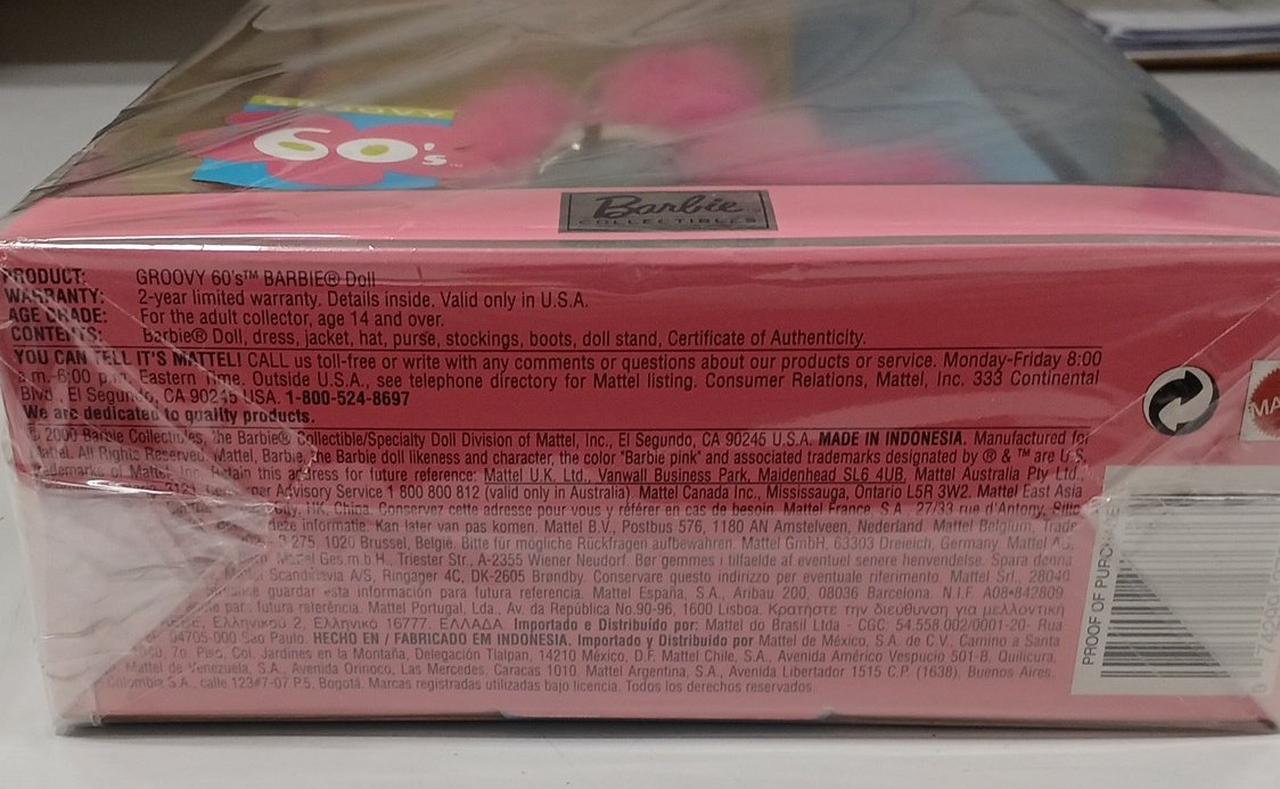 GROOVY
60's™
Barbie
COLLECTIBLES
PRODUCT: GROOVY 60's™ BARBIE® Doll
WARRANTY: 2-year limited warranty. Details inside. Valid only in U.S.A.
AGE GRADE: For the adult collector, age 14 and over.
CONTENTS: Barbie® Doll, dress, jacket, hat, purse, stockings, boots, doll stand, Certificate of Authenticity.
YOU CAN TELL IT'S MATTEL! CALL us toll-free or write with any comments or questions about our products or service. Monday-Friday 8:00
a.m.-6:00 p.m. Eastern Time. Outside U.S.A., see telephone directory for Mattel listing. Consumer Relations, Mattel, Inc. 333 Continental
Blvd., El Segundo, CA 90245 USA. 1-800-524-8697
We are dedicated to quality products.
© 2000 Barbie Collectibles, the Barbie® Collectible/Specialty Doll Division of Mattel, Inc., El Segundo, CA 90245 U.S.A. MADE IN INDONESIA. Manufactured for
Mattel. All Rights Reserved. Mattel, Barbie, the Barbie doll likeness and character, the color "Barbie pink" and associated trademarks designated by ® & ™ are U.S.
trademarks of Mattel, Inc. Retain this address for future reference: Mattel U.K. Ltd., Vanwall Business Park, Maidenhead SL6 4UB. Mattel Australia Pty Ltd.,
Advisory Service 1 800 800 812 (valid only in Australia). Mattel Canada Inc., Mississauga, Ontario L5R 3W2. Mattel East Asia
HK, China. Conservez cette adresse pour vous y référer en cas de besoin. Mattel France, S.A., 27/33 rue d'Antony, Silic
deze informatie. Kan later van pas komen. Mattel B.V., Postbus 576, 1180 AN Amstelveen, Nederland. Mattel Belgium, Trade
275, 1020 Brussel, België. Bitte für mögliche Rückfragen aufbewahren. Mattel GmbH, 63303 Dreieich, Germany. Mattel AG,
Mattel Ges.m.b.H., Triester Str., A-2355 Wiener Neudorf. Bør gemmes i tilfaelde af eventuel senere henvendelse. Spara denna
Mattel Scandinavia A/S, Ringager 4C, DK-2605 Brøndby. Conservare questo indirizzo per eventuale riferimento. Mattel Srl., 28040
guardar esta información para futura referencia. Mattel España, S.A., Aribau 200, 08036 Barcelona. N.I.F. A08-842809
para futura referência. Mattel Portugal, Lda., Av. da República No.90-96, 1600 Lisboa. Κρατήστε την διεύθυνση για μελλοντική
Ελληνικού 2, Ελληνικό 16777. ΕΛΛΑΔΑ. Importado e Distribuído por: Mattel do Brasil Ltda - CGC: 54.558.002/0001-20- Rua
04705-000 Sao Paulo. HECHO EN / FABRICADO EM INDONESIA. Importado y Distribuido por Mattel de México, S.A. de C.V., Camino a Santa
7o. Piso, Col. Jardines en la Montaña, Delegación Tlalpan, 14210 México, D.F. Mattel Chile, S.A., Avenida Américo Vespucio 501-B, Quilicura,
Mattel de Venezuela, S.A., Avenida Orinoco, Las Mercedes, Caracas 1010. Mattel Argentina, S.A., Avenida Libertador 1515 C.P. (1638), Buenos Aires.
Colombia S.A., calle 123#7-07 P.5, Bogotá. Marcas registradas utilizadas bajo licencia. Todos los derechos reservados.
MA
PROOF OF PURCHASE